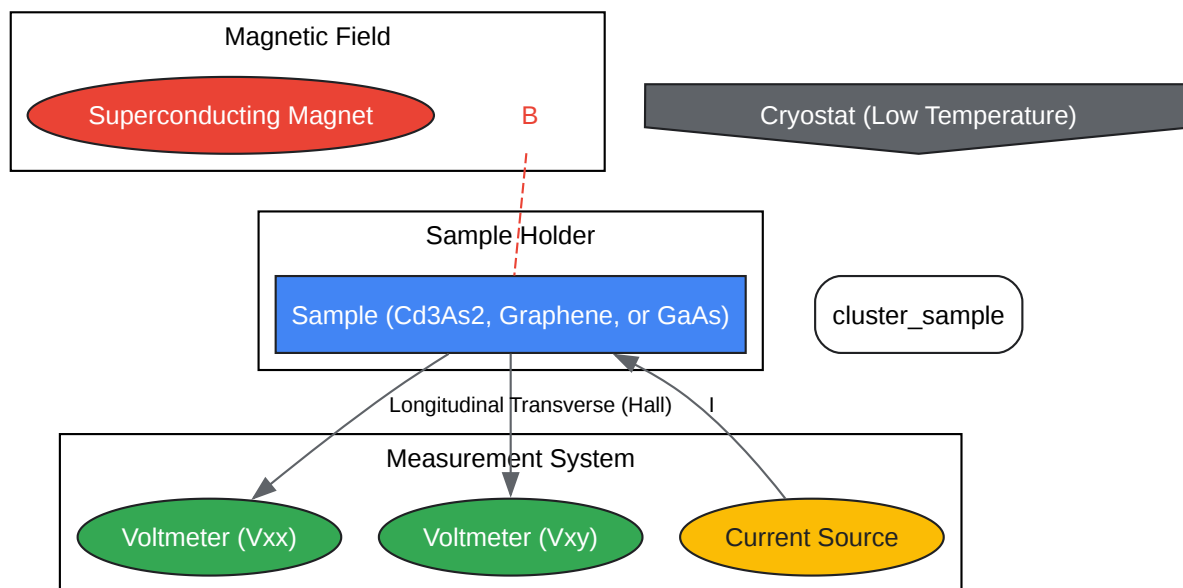 Magnetic Field
Superconducting Magnet
B
Cryostat (Low Temperature)
Sample Holder
Sample (Cd3As2, Graphene, or GaAs)
cluster_sample
Longitudinal
Transverse (Hall)
I
Measurement System
Voltmeter (Vxx)
Voltmeter (Vxy)
Current Source